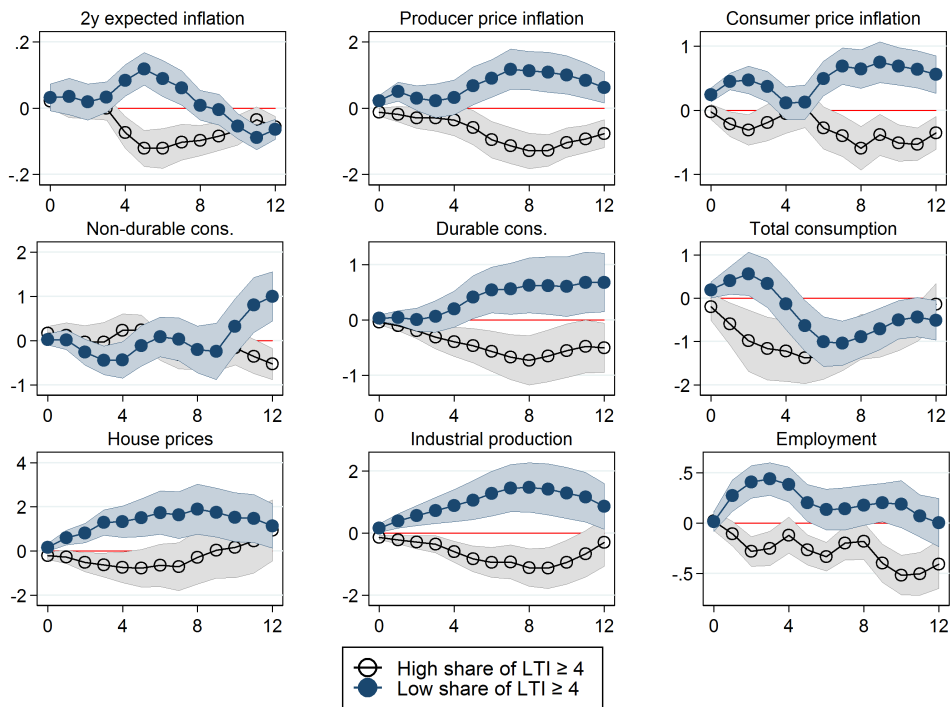 2y expected inflation
.2
0
-.2
0 4 8 12
Producer price inflation
2
0
-2
0 4 8 12
Consumer price inflation
1
0
-1
0 4 8 12
Non-durable cons.
2
1
0
-1
0 4 8 12
Durable cons.
1
0
-1
0 4 8 12
Total consumption
1
0
-1
-2
0 4 8 12
House prices
4
2
0
-2
0 4 8 12
Industrial production
2
0
-2
0 4 8 12
Employment
.5
0
-.5
0 4 8 12
High share of LTI ≥ 4
Low share of LTI ≥ 4